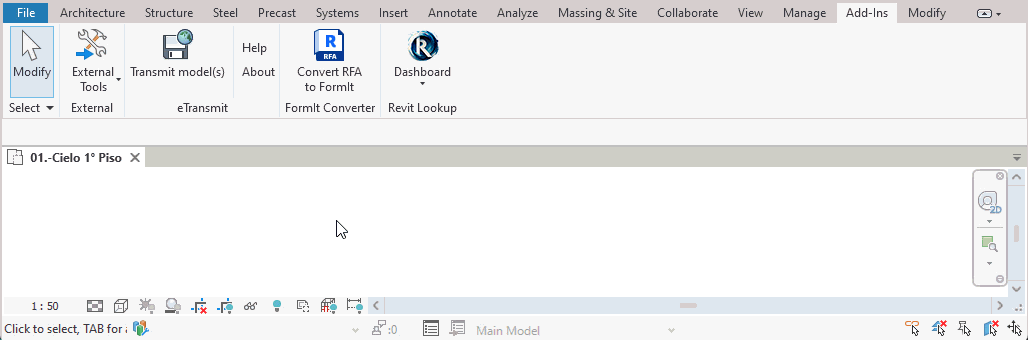 File Architecture Structure Steel Precast Systems Insert Annotate Analyze Massing & Site Collaborate View Manage Add-Ins Modify
Modify
External
Tools
Transmit model(s)
Help
About
R
RFA
Convert RFA
to FormIt
R
Dashboard
Select External eTransmit FormIt Converter Revit Lookup
01.-Cielo 1° Piso
2D
1 : 50
Click to select, TAB for a
:0
Main Model